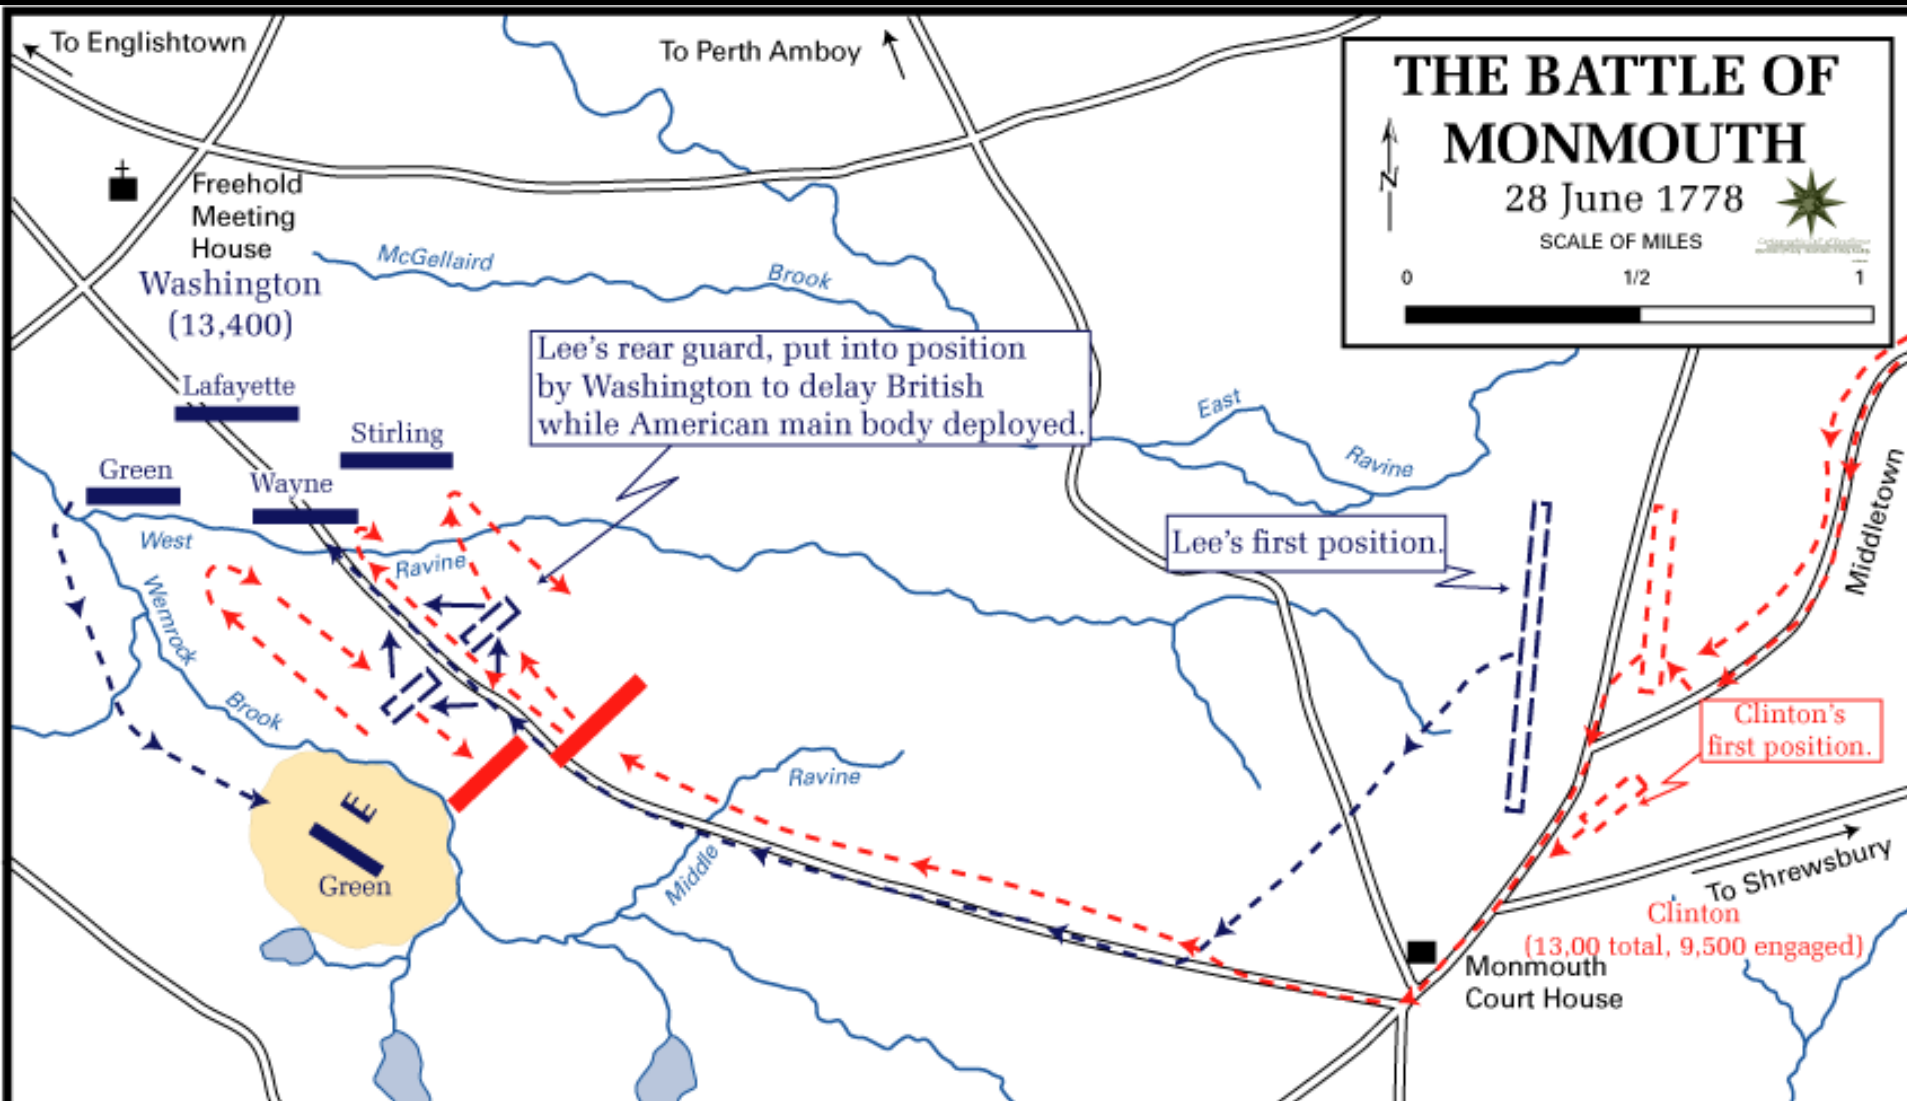 To Englishtown
To Perth Amboy
THE BATTLE OF
MONMOUTH
28 June 1778
SCALE OF MILES
0 1/2 1
N
Freehold
Meeting
House
Washington
(13,400)
McGellaird
Brook
Lee's rear guard, put into position
by Washington to delay British
while American main body deployed.
Lafayette
Stirling
Green
Wayne
East
Ravine
West
Ravine
Lee's first position.
Middletown
Wemrock
Brook
Clinton's
first position.
Ravine
Middle
Green
To Shrewsbury
Clinton
(13,00 total, 9,500 engaged)
Monmouth
Court House